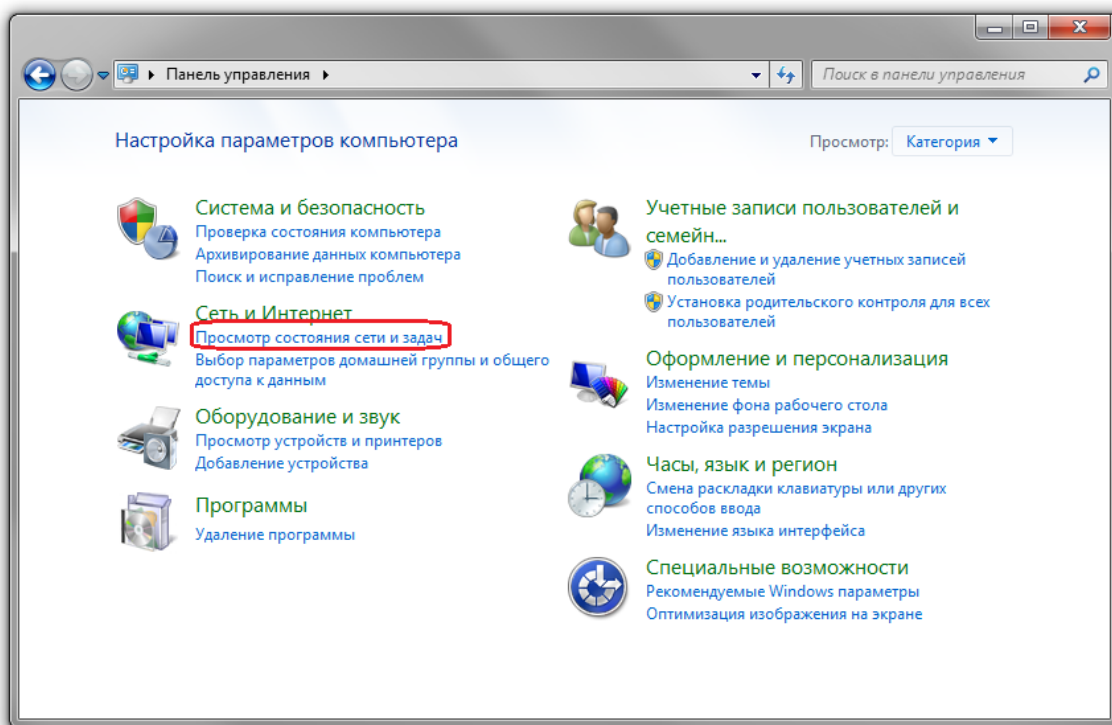 Панель управления
Поиск в панели управления
Настройка параметров компьютера
Просмотр: Категория
Система и безопасность
Проверка состояния компьютера
Архивирование данных компьютера
Поиск и исправление проблем
Сеть и Интернет
Просмотр состояния сети и задач
Выбор параметров домашней группы и общего
доступа к данным
Оборудование и звук
Просмотр устройств и принтеров
Добавление устройства
Программы
Удаление программы
Учетные записи пользователей и
семейн...
Добавление и удаление учетных записей
пользователей
Установка родительского контроля для всех
пользователей
Оформление и персонализация
Изменение темы
Изменение фона рабочего стола
Настройка разрешения экрана
Часы, язык и регион
Смена раскладки клавиатуры или других
способов ввода
Изменение языка интерфейса
Специальные возможности
Рекомендуемые Windows параметры
Оптимизация изображения на экране